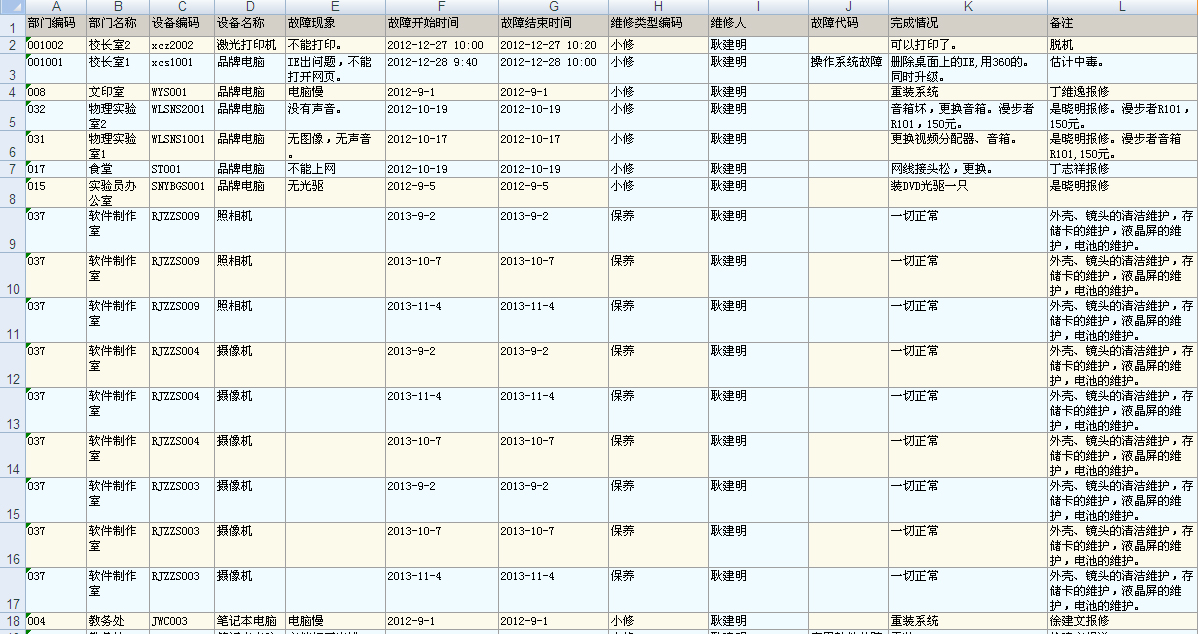 A B C D E F G H I J K L
1 部门编码 部门名称 设备编码 设备名称 故障现象 故障开始时间 故障结束时间 维修类型编码 维修人 故障代码 完成情况 备注
2 001002 校长室2 xcz2002 激光打印机 不能打印。 2012-12-27 10:00 2012-12-27 10:20 小修 耿建明 可以打印了。 脱机
3 001001 校长室1 xcs1001 品牌电脑 IE出问题，不能 2012-12-28 9:40 2012-12-28 10:00 小修 耿建明 操作系统故障 删除桌面上的IE,用360的。 估计中毒。
打开网页。 同时升级。
4 008 文印室 WYS001 品牌电脑 电脑慢 2012-9-1 2012-9-1 小修 耿建明 重装系统 丁维逸报修
5 032 物理实验 WLSNS2001 品牌电脑 没有声音。 2012-10-19 2012-10-19 小修 耿建明 音箱坏，更换音箱。漫步者 是晓明报修。漫步者R101，
室2 R101，150元。 150元。
6 031 物理实验 WLSNS1001 品牌电脑 无图像，无声音 2012-10-17 2012-10-17 小修 耿建明 更换视频分配器、音箱。 是晓明报修。漫步者音箱
室1 。 R101,150元。
7 017 食堂 ST001 品牌电脑 不能上网 2012-10-19 2012-10-19 小修 耿建明 网线接头松，更换。 丁志祥报修
8 015 实验员办 SNYBGS001 品牌电脑 无光驱 2012-9-5 2012-9-5 小修 耿建明 装DVD光驱一只 是晓明报修
公室
9 037 软件制作 RJZZS009 照相机 2013-9-2 2013-9-2 保养 耿建明 一切正常 外壳、镜头的清洁维护，存
室 储卡的维护，液晶屏的维
护，电池的维护。
10 037 软件制作 RJZZS009 照相机 2013-10-7 2013-10-7 保养 耿建明 一切正常 外壳、镜头的清洁维护，存
室 储卡的维护，液晶屏的维
护，电池的维护。
11 037 软件制作 RJZZS009 照相机 2013-11-4 2013-11-4 保养 耿建明 一切正常 外壳、镜头的清洁维护，存
室 储卡的维护，液晶屏的维
护，电池的维护。
12 037 软件制作 RJZZS004 摄像机 2013-9-2 2013-9-2 保养 耿建明 一切正常 外壳、镜头的清洁维护，存
室 储卡的维护，液晶屏的维
护，电池的维护。
13 037 软件制作 RJZZS004 摄像机 2013-11-4 2013-11-4 保养 耿建明 一切正常 外壳、镜头的清洁维护，存
室 储卡的维护，液晶屏的维
护，电池的维护。
14 037 软件制作 RJZZS004 摄像机 2013-10-7 2013-10-7 保养 耿建明 一切正常 外壳、镜头的清洁维护，存
室 储卡的维护，液晶屏的维
护，电池的维护。
15 037 软件制作 RJZZS003 摄像机 2013-9-2 2013-9-2 保养 耿建明 一切正常 外壳、镜头的清洁维护，存
室 储卡的维护，液晶屏的维
护，电池的维护。
16 037 软件制作 RJZZS003 摄像机 2013-10-7 2013-10-7 保养 耿建明 一切正常 外壳、镜头的清洁维护，存
室 储卡的维护，液晶屏的维
护，电池的维护。
17 037 软件制作 RJZZS003 摄像机 2013-11-4 2013-11-4 保养 耿建明 一切正常 外壳、镜头的清洁维护，存
室 储卡的维护，液晶屏的维
护，电池的维护。
18 004 教务处 JWC003 笔记本电脑 电脑慢 2012-9-1 2012-9-1 小修 耿建明 重装系统 徐建文报修